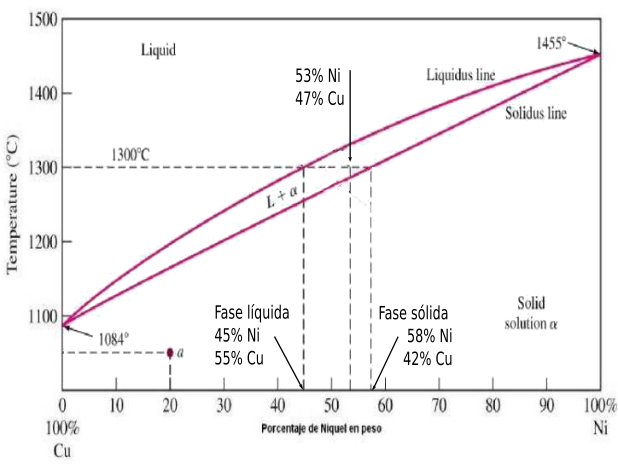 1500
Liquid
1455°
53% Ni
47% Cu
Liquidus line
1400
Solidus line
1300°C
1300
L + α
Temperature (°C)
1200
Fase líquida
45% Ni
55% Cu
Fase sólida
58% Ni
42% Cu
Solid
solution α
1100
1084°
a
0 10 20 30 40 50 60 70 80 90 100%
100%
Cu
Porcentaje de Niquel en peso
Ni